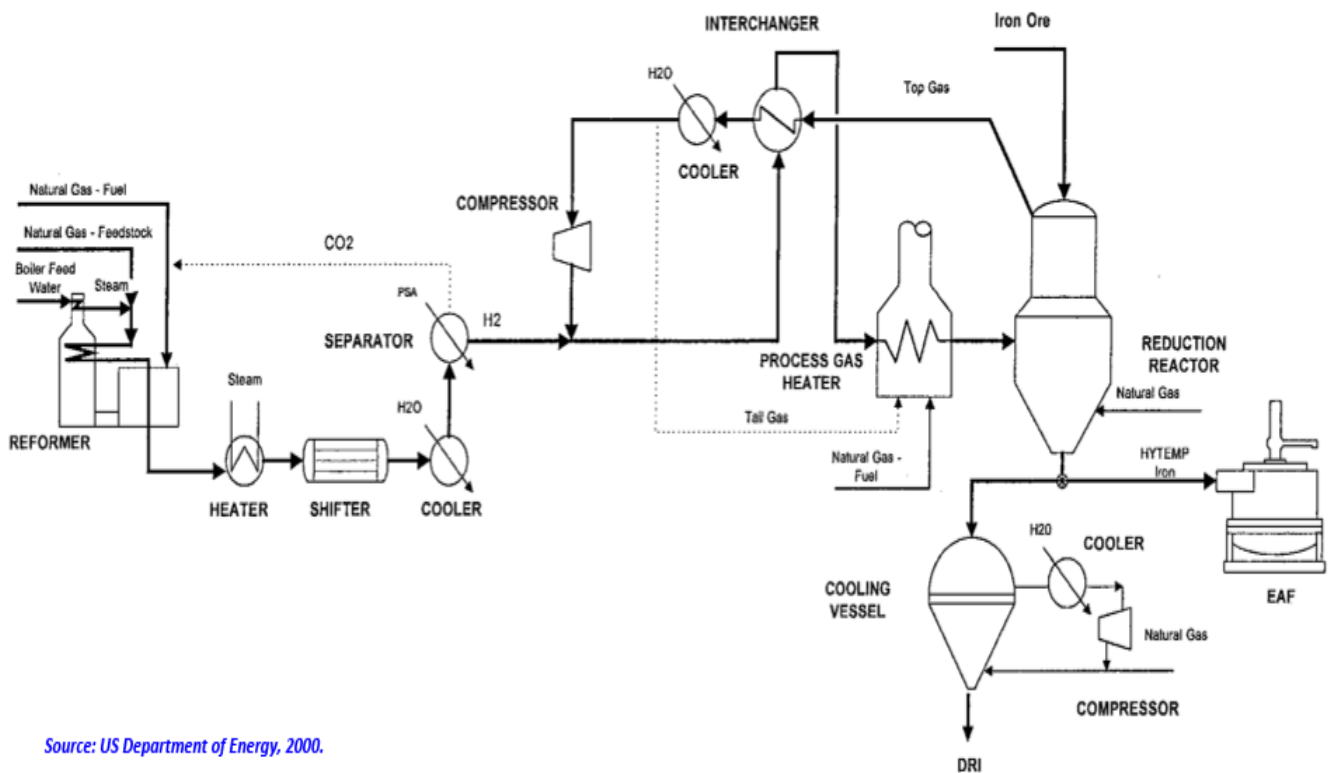 INTERCHANGER
Iron Ore
H2O
Top Gas
COOLER
Natural Gas - Fuel
COMPRESSOR
Natural Gas - Feedstock
CO2
Boiler Feed
Water
Steam
PSA
H2
SEPARATOR
PROCESS GAS
HEATER
REDUCTION
REACTOR
Steam
H2O
Tail Gas
Natural Gas
REFORMER
Natural Gas -
Fuel
HYTEMP
Iron
HEATER
SHIFTER
COOLER
H2O
COOLER
COOLING
VESSEL
EAF
Natural Gas
COMPRESSOR
Source: US Department of Energy, 2000.
DRI